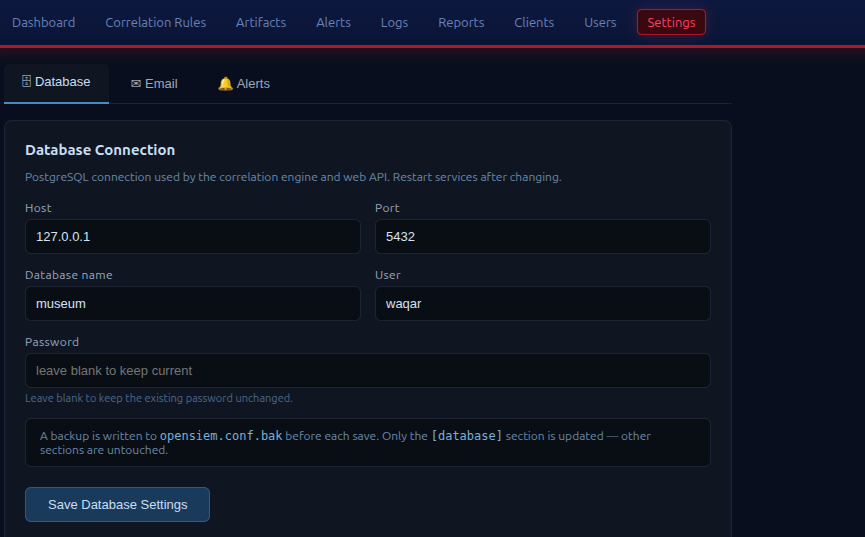 Dashboard Correlation Rules Artifacts Alerts Logs Reports Clients Users Settings
Database Email Alerts
Database Connection
PostgreSQL connection used by the correlation engine and web API. Restart services after changing.
Host Port
127.0.0.1 5432
Database name User
museum waqar
Password
leave blank to keep current
Leave blank to keep the existing password unchanged.
A backup is written to opensiem.conf.bak before each save. Only the [database] section is updated — other
sections are untouched.
Save Database Settings